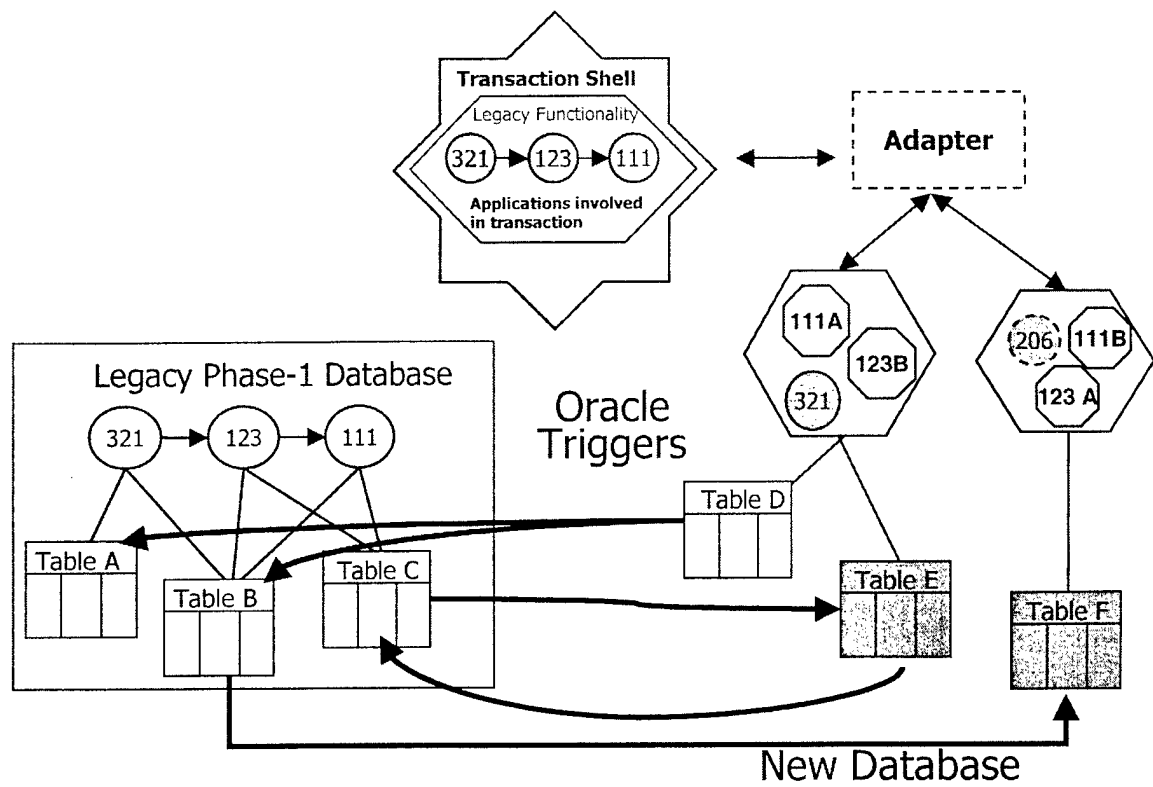 Transaction Shell
Legacy Functionality
321
123
111
Applications involved
in transaction
Adapter
111A
123B
321
206
111B
123 A
Legacy Phase-1 Database
321
123
111
Oracle
Triggers
Table A
Table B
Table C
Table D
Table E
Table F
New Database